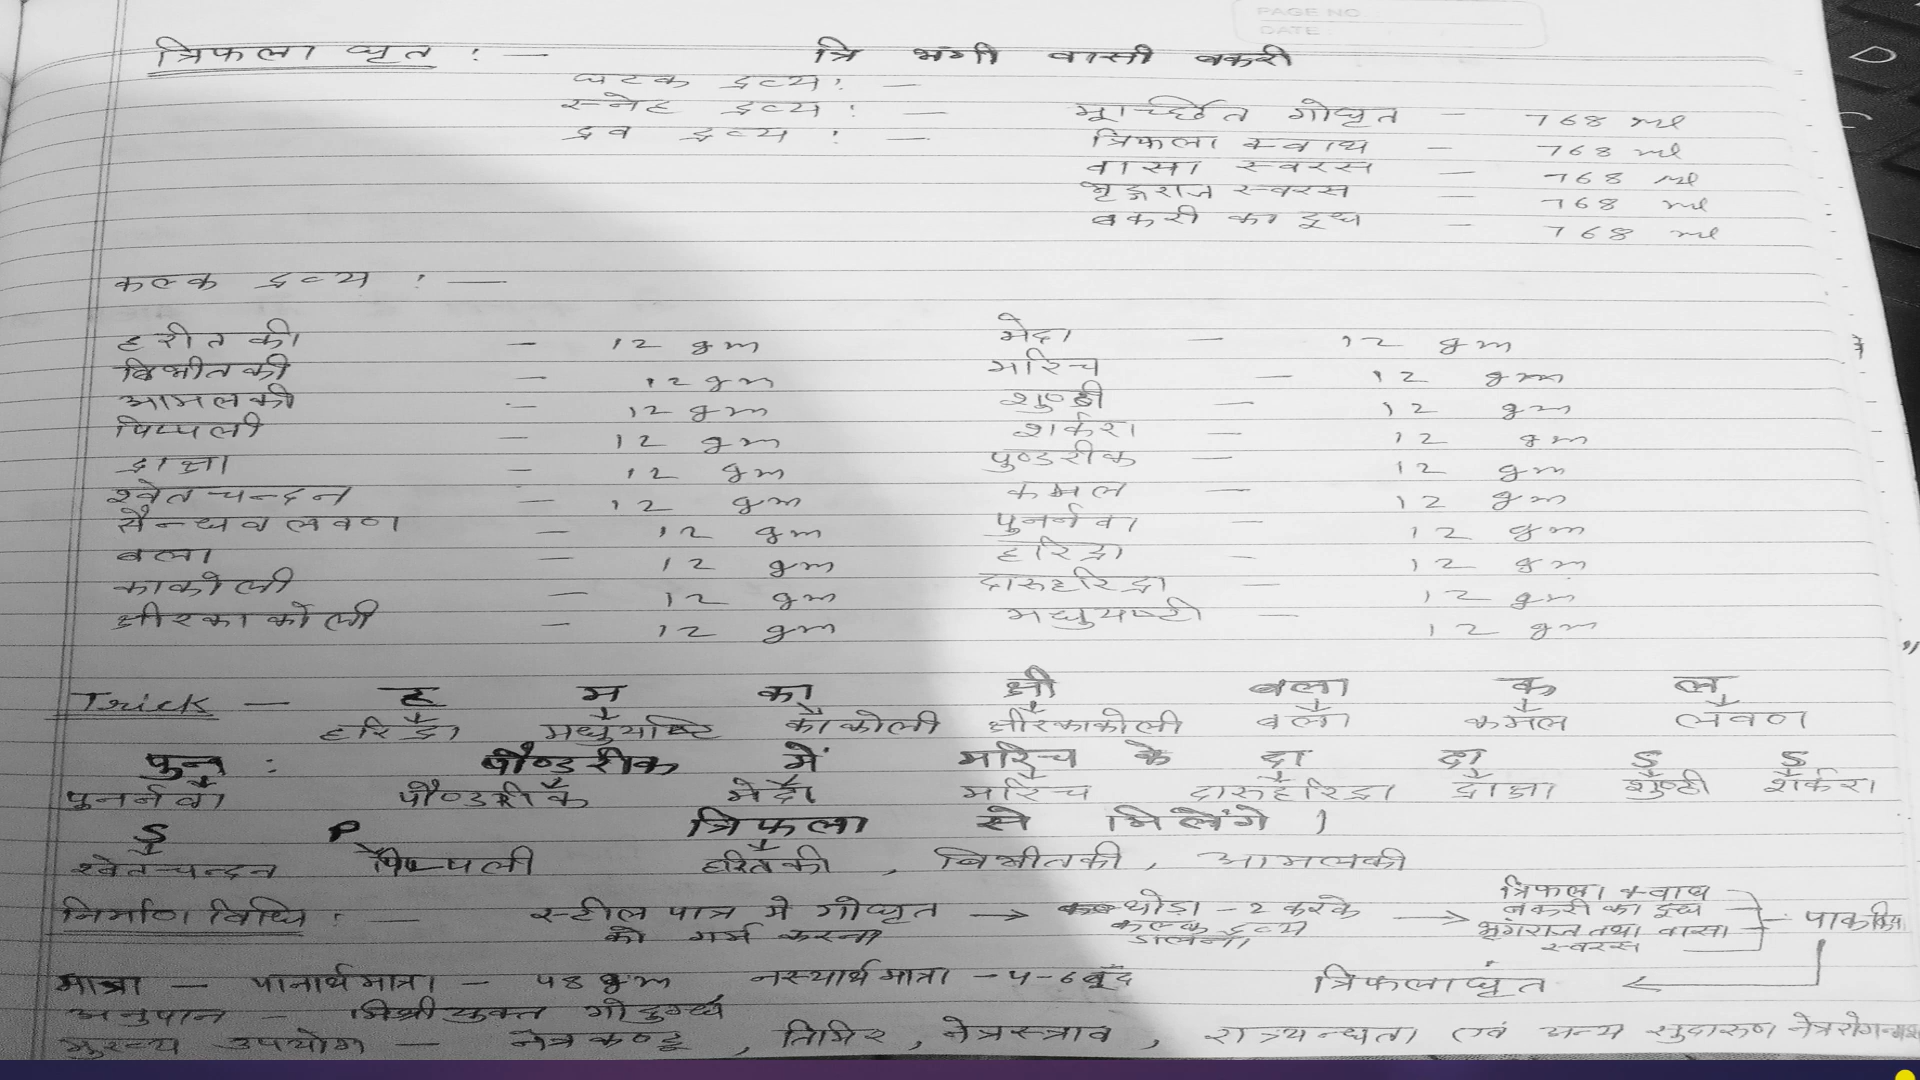 PAGE NO
DATE
त्रिफला घृत :— त्रि भंगी वासी बकरी
घटक द्रव्य :—
स्नेह द्रव्य :— मूर्च्छित गोघृत – 768 ml
द्रव द्रव्य :— त्रिफला क्वाथ – 768 ml
वासा स्वरस – 768 ml
भृङ्गराज स्वरस – 768 ml
बकरी का दूध – 768 ml
कल्क द्रव्य :—
हरीतकी – 12 gm मेदा – 12 gm
बिभीतकी – 12 gm मरिच – 12 gm
आमलकी – 12 gm शुण्ठी – 12 gm
पिप्पली – 12 gm शर्करा – 12 gm
द्राक्षा – 12 gm पुण्डरीक – 12 gm
श्वेतचन्दन – 12 gm कमल – 12 gm
सैन्धव लवण – 12 gm पुनर्नवा – 12 gm
बला – 12 gm हरिद्रा – 12 gm
काकोली – 12 gm दारुहरिद्रा – 12 gm
क्षीरकाकोली – 12 gm मधुयष्टी – 12 gm
Trick — ह म का क्षी बला क ल
हरिद्रा मधुयष्टि काकोली क्षीरकाकोली बला कमल लवण
पुन: पौण्डरीक में मरिच के दा दा S S
पुनर्नवा पौण्डरीक मेदा मरिच दारुहरिद्रा द्राक्षा शुण्ठी शर्करा
S P त्रिफला से मिलेंगे ।
श्वेतचन्दन पिप्पली हरितकी, बिभीतकी, आमलकी
निर्माण विधि :— स्टील पात्र मे गोघृत → थोड़ा-2 करके → त्रिफला क्वाथ
को गर्म करना कल्क द्रव्य बकरी का दूध
डालना भृंगराज तथा वासा
स्वरस
मात्रा – पानार्थ मात्रा – 48 gm नस्यार्थ मात्रा – 4-6 बूँद त्रिफलाघृत ←
अनुपान – मिश्री युक्त गोदुग्ध
मुख्य उपयोग – नेत्रकण्डू, तिमिर, नेत्रस्त्राव, रात्र्यन्धता एवं अन्य सुदारुण